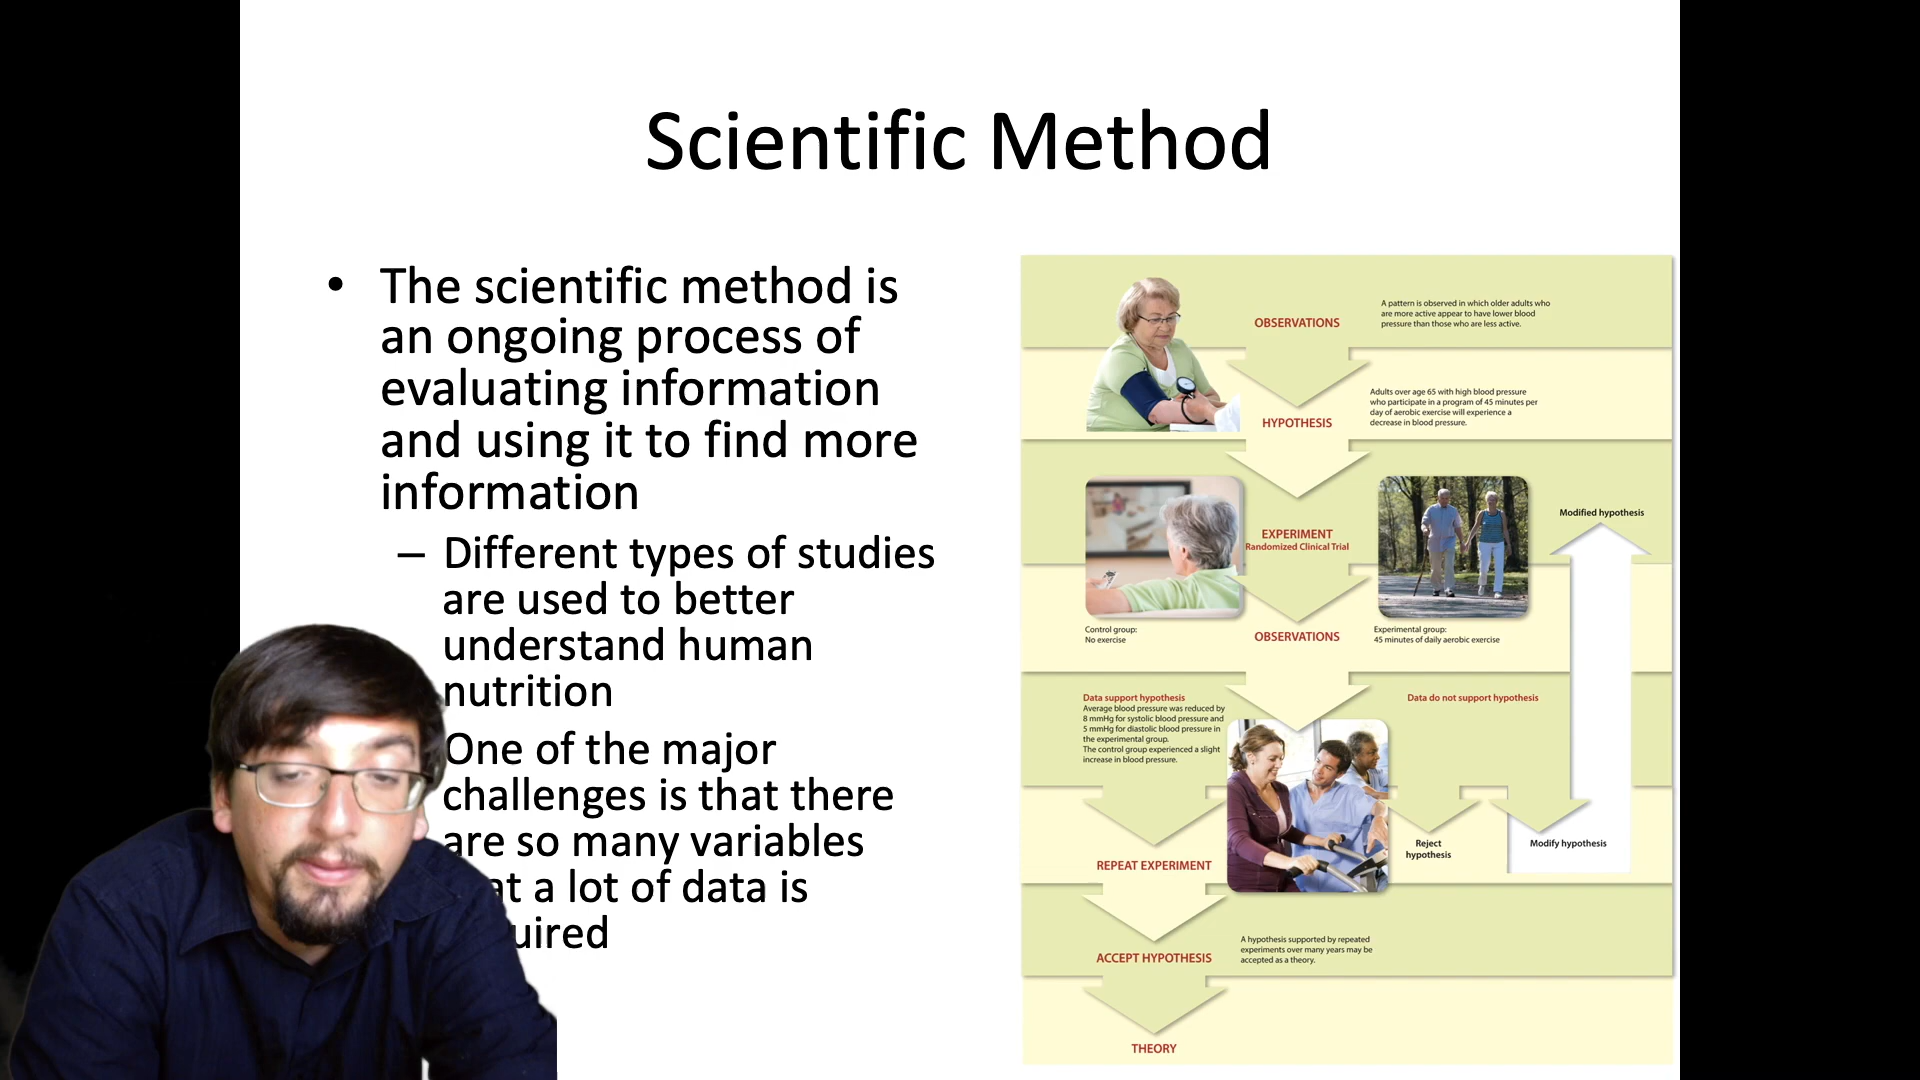 Scientific Method
• The scientific method is
an ongoing process of
evaluating information
and using it to find more
information
– Different types of studies
are used to better
understand human
nutrition
One of the major
challenges is that there
are so many variables
a lot of data is
OBSERVATIONS
A pattern is observed in which older adults who
are more active appear to have lower blood
pressure than those who are less active.
HYPOTHESIS
Adults over age 65 with high blood pressure
who participate in a program of 45 minutes per
day of aerobic exercise will experience a
decrease in blood pressure.
EXPERIMENT
Randomized Clinical Trial
Modified hypothesis
Control group:
No exercise
OBSERVATIONS
Experimental group:
45 minutes of daily aerobic exercise
Data support hypothesis
Average blood pressure was reduced by
8 mmHg for systolic blood pressure and
5 mmHg for diastolic blood pressure in
the experimental group.
The control group experienced a slight
increase in blood pressure.
Data do not support hypothesis
Reject
hypothesis
Modify hypothesis
REPEAT EXPERIMENT
ACCEPT HYPOTHESIS
A hypothesis supported by repeated
experiments over many years may be
accepted as a theory.
THEORY